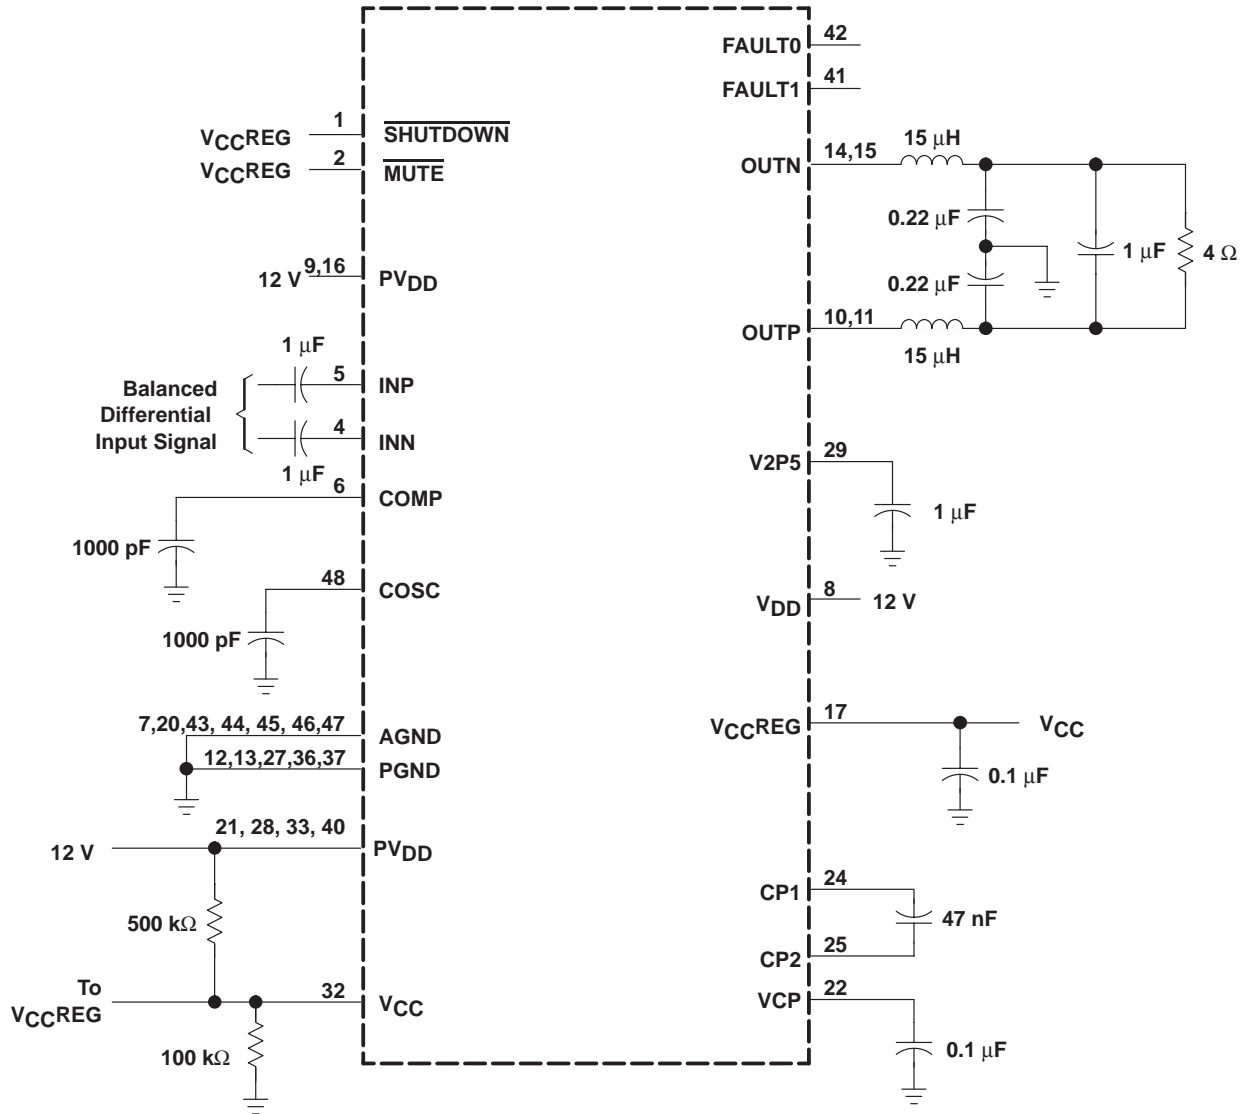 FAULT0 42
FAULT1 41
VCCREG 1 SHUTDOWN
VCCREG 2 MUTE
OUTN 14,15 15 μH
0.22 μF
0.22 μF
1 μF
4 Ω
OUTP 10,11 15 μH
12 V 9,16 PVDD
1 μF
5 INP
Balanced
Differential
Input Signal
4 INN
1 μF
6 COMP
1000 pF
48 COSC
1000 pF
V2P5 29
1 μF
VDD 8 12 V
7,20,43, 44, 45, 46,47 AGND
12,13,27,36,37 PGND
VCCREG 17 VCC
0.1 μF
12 V 21, 28, 33, 40 PVDD
500 kΩ
To
VCCREG
32 VCC
100 kΩ
CP1 24
47 nF
CP2 25
VCP 22
0.1 μF